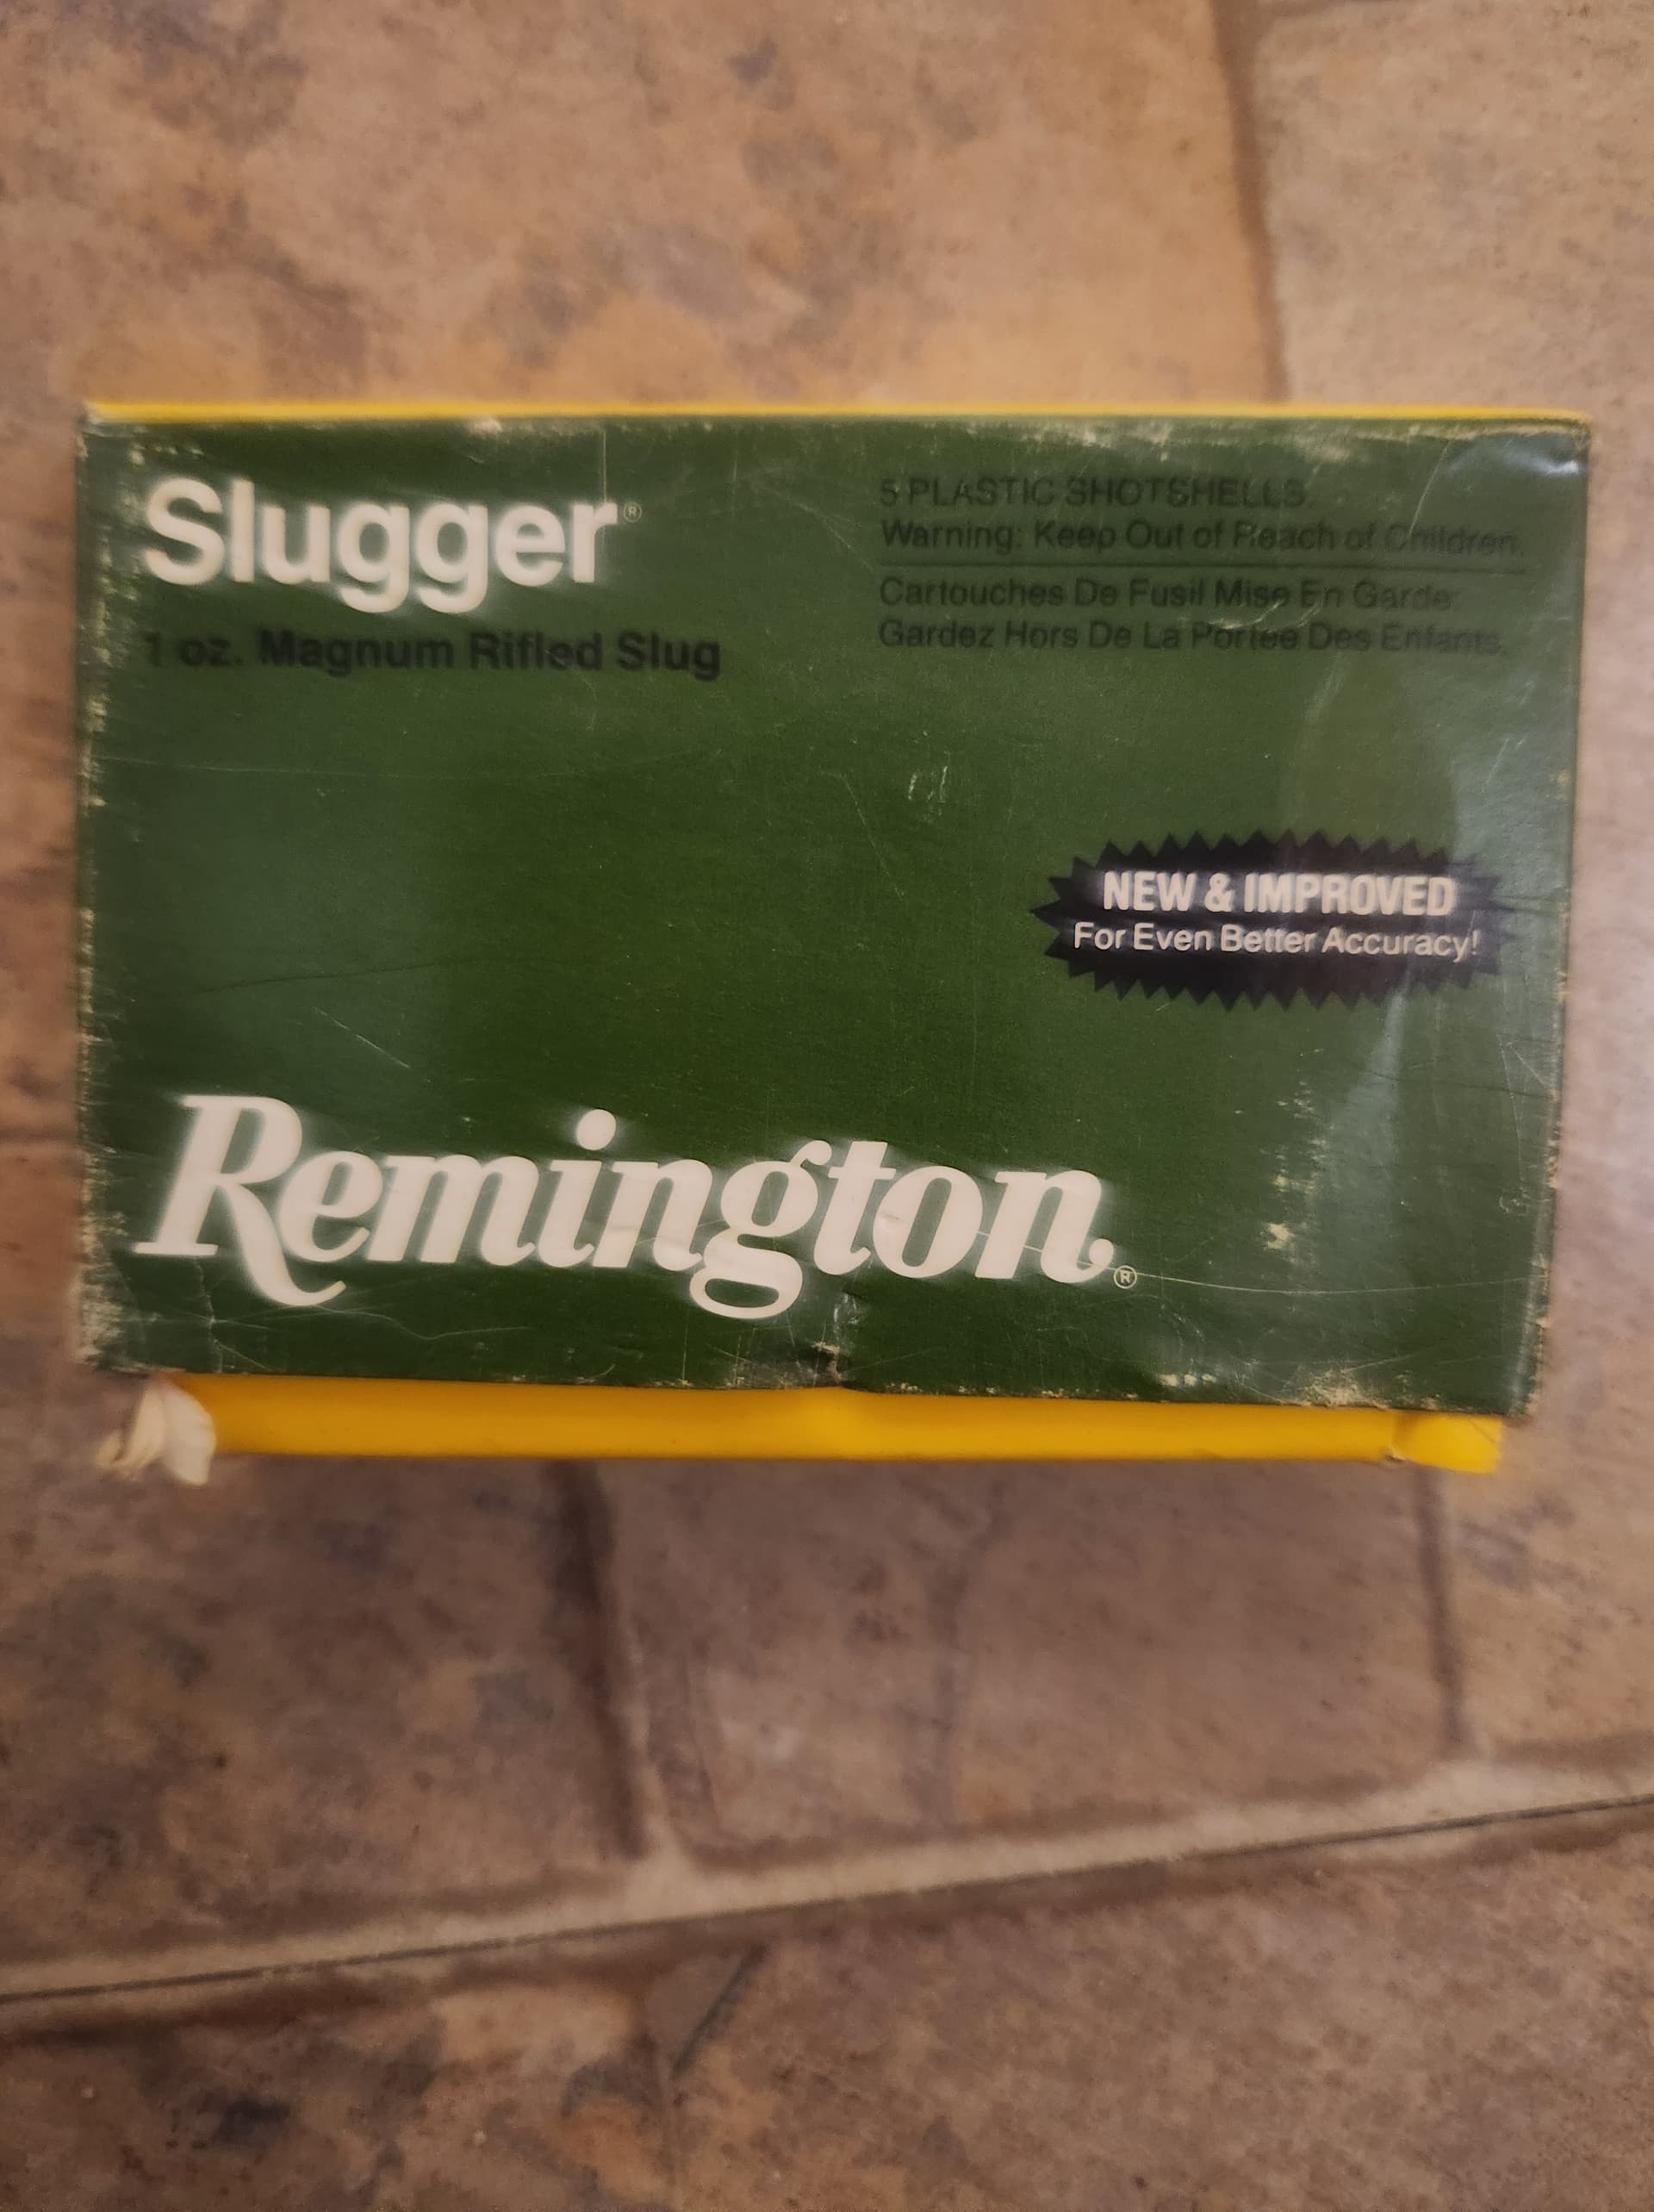 Slugger®
1 oz. Magnum Rifled Slug
5 PLASTIC SHOTSHELLS.
Warning: Keep Out of Reach of Children.
Cartouches De Fusil Mise En Garde:
Gardez Hors De La Portee Des Enfants.
NEW & IMPROVED
For Even Better Accuracy!
Remington®